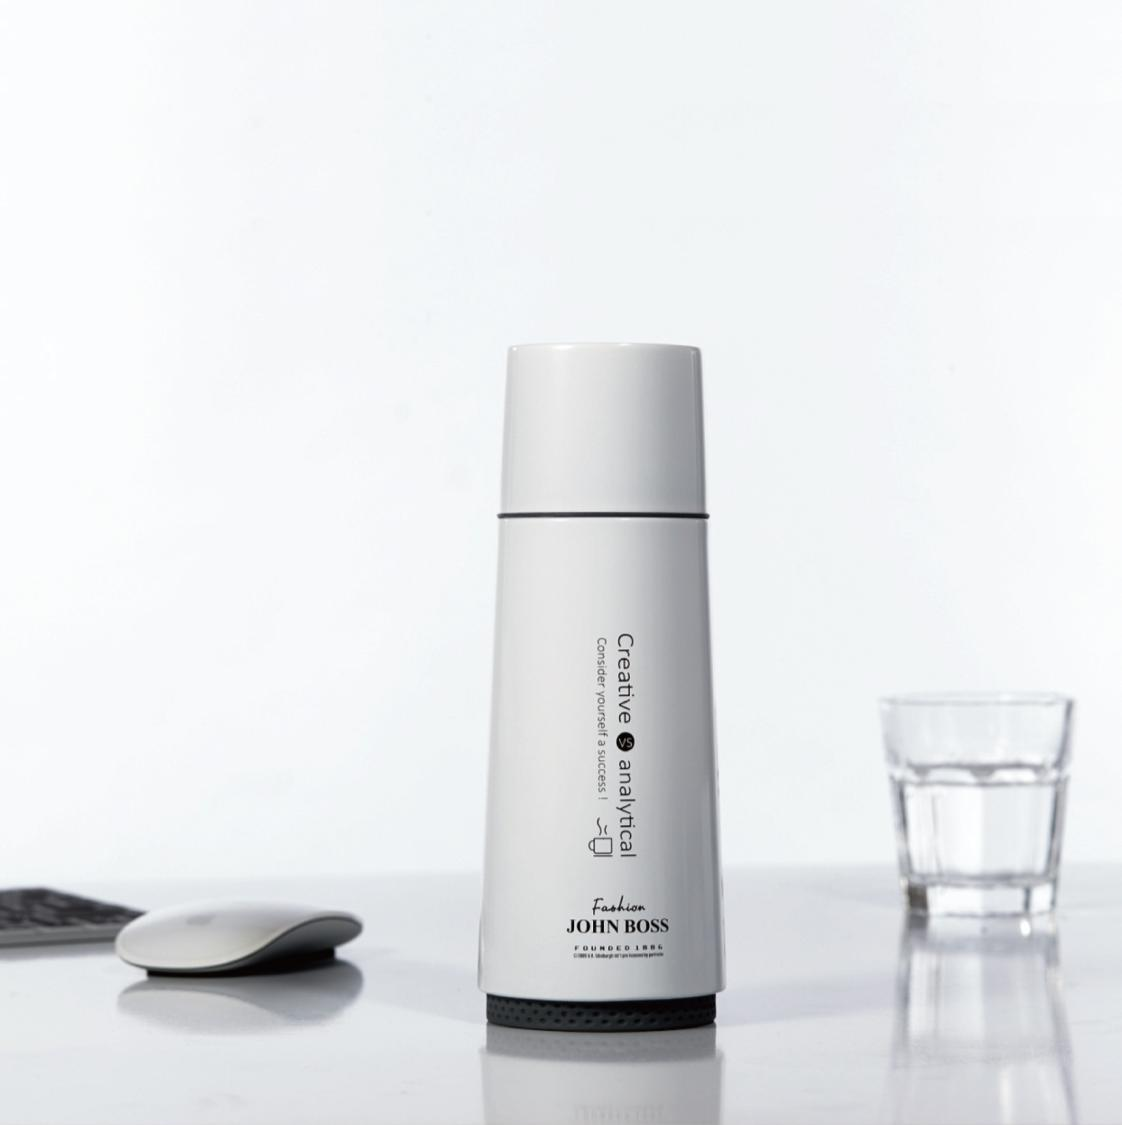 Creative VS analytical
Consider yourself a success !
Fashion
JOHN BOSS
FOUNDED 1886